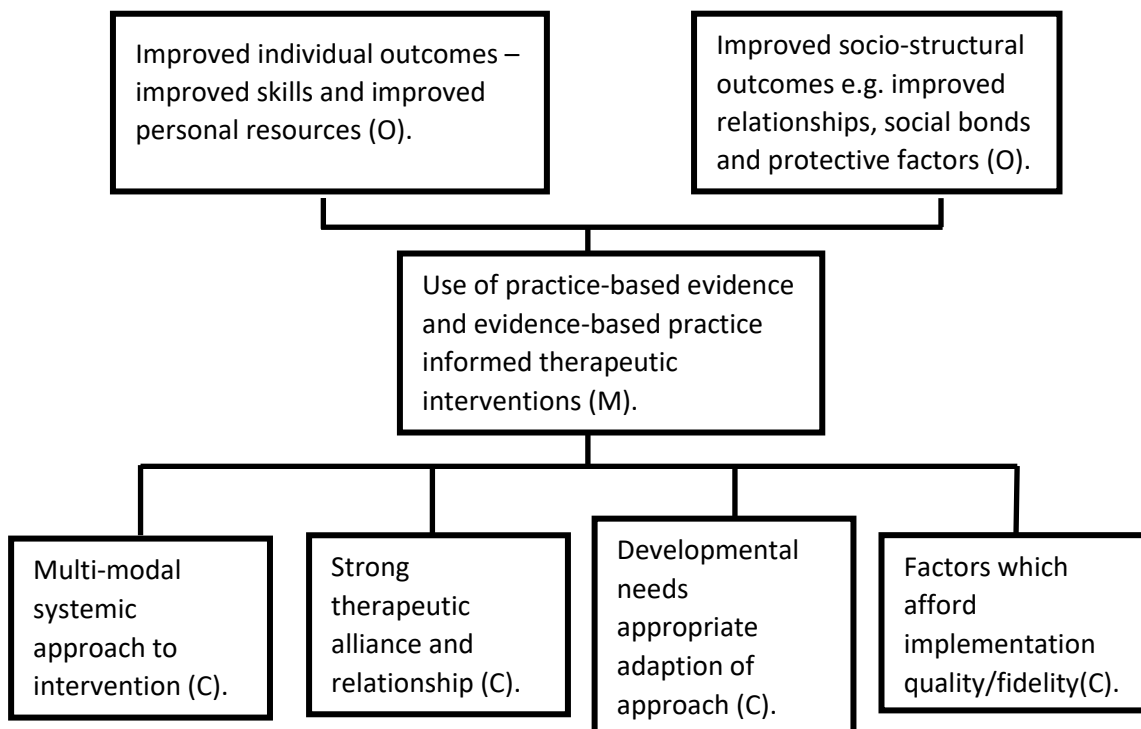 Improved individual outcomes –
improved skills and improved
personal resources (O).
Improved socio-structural
outcomes e.g. improved
relationships, social bonds
and protective factors (O).
Use of practice-based evidence
and evidence-based practice
informed therapeutic
interventions (M).
Multi-modal
systemic
approach to
intervention (C).
Strong
therapeutic
alliance and
relationship (C).
Developmental
needs
appropriate
adaption of
approach (C).
Factors which
afford
implementation
quality/fidelity(C).